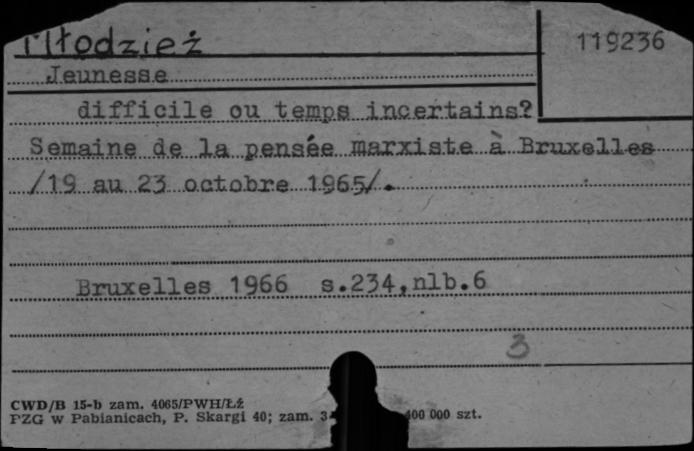 Młodzież
119236
Jeunesse
difficile ou temps incertains?
Semaine de la pensée marxiste à Bruxelles
/19 au 23 octobre 1965/.
Bruxelles 1966 s.234,nlb.6
3
CWD/B 15-b zam. 4065/PWH/Łź
PZG w Pabianicach, P. Skargi 40; zam. 3 400 000 szt.